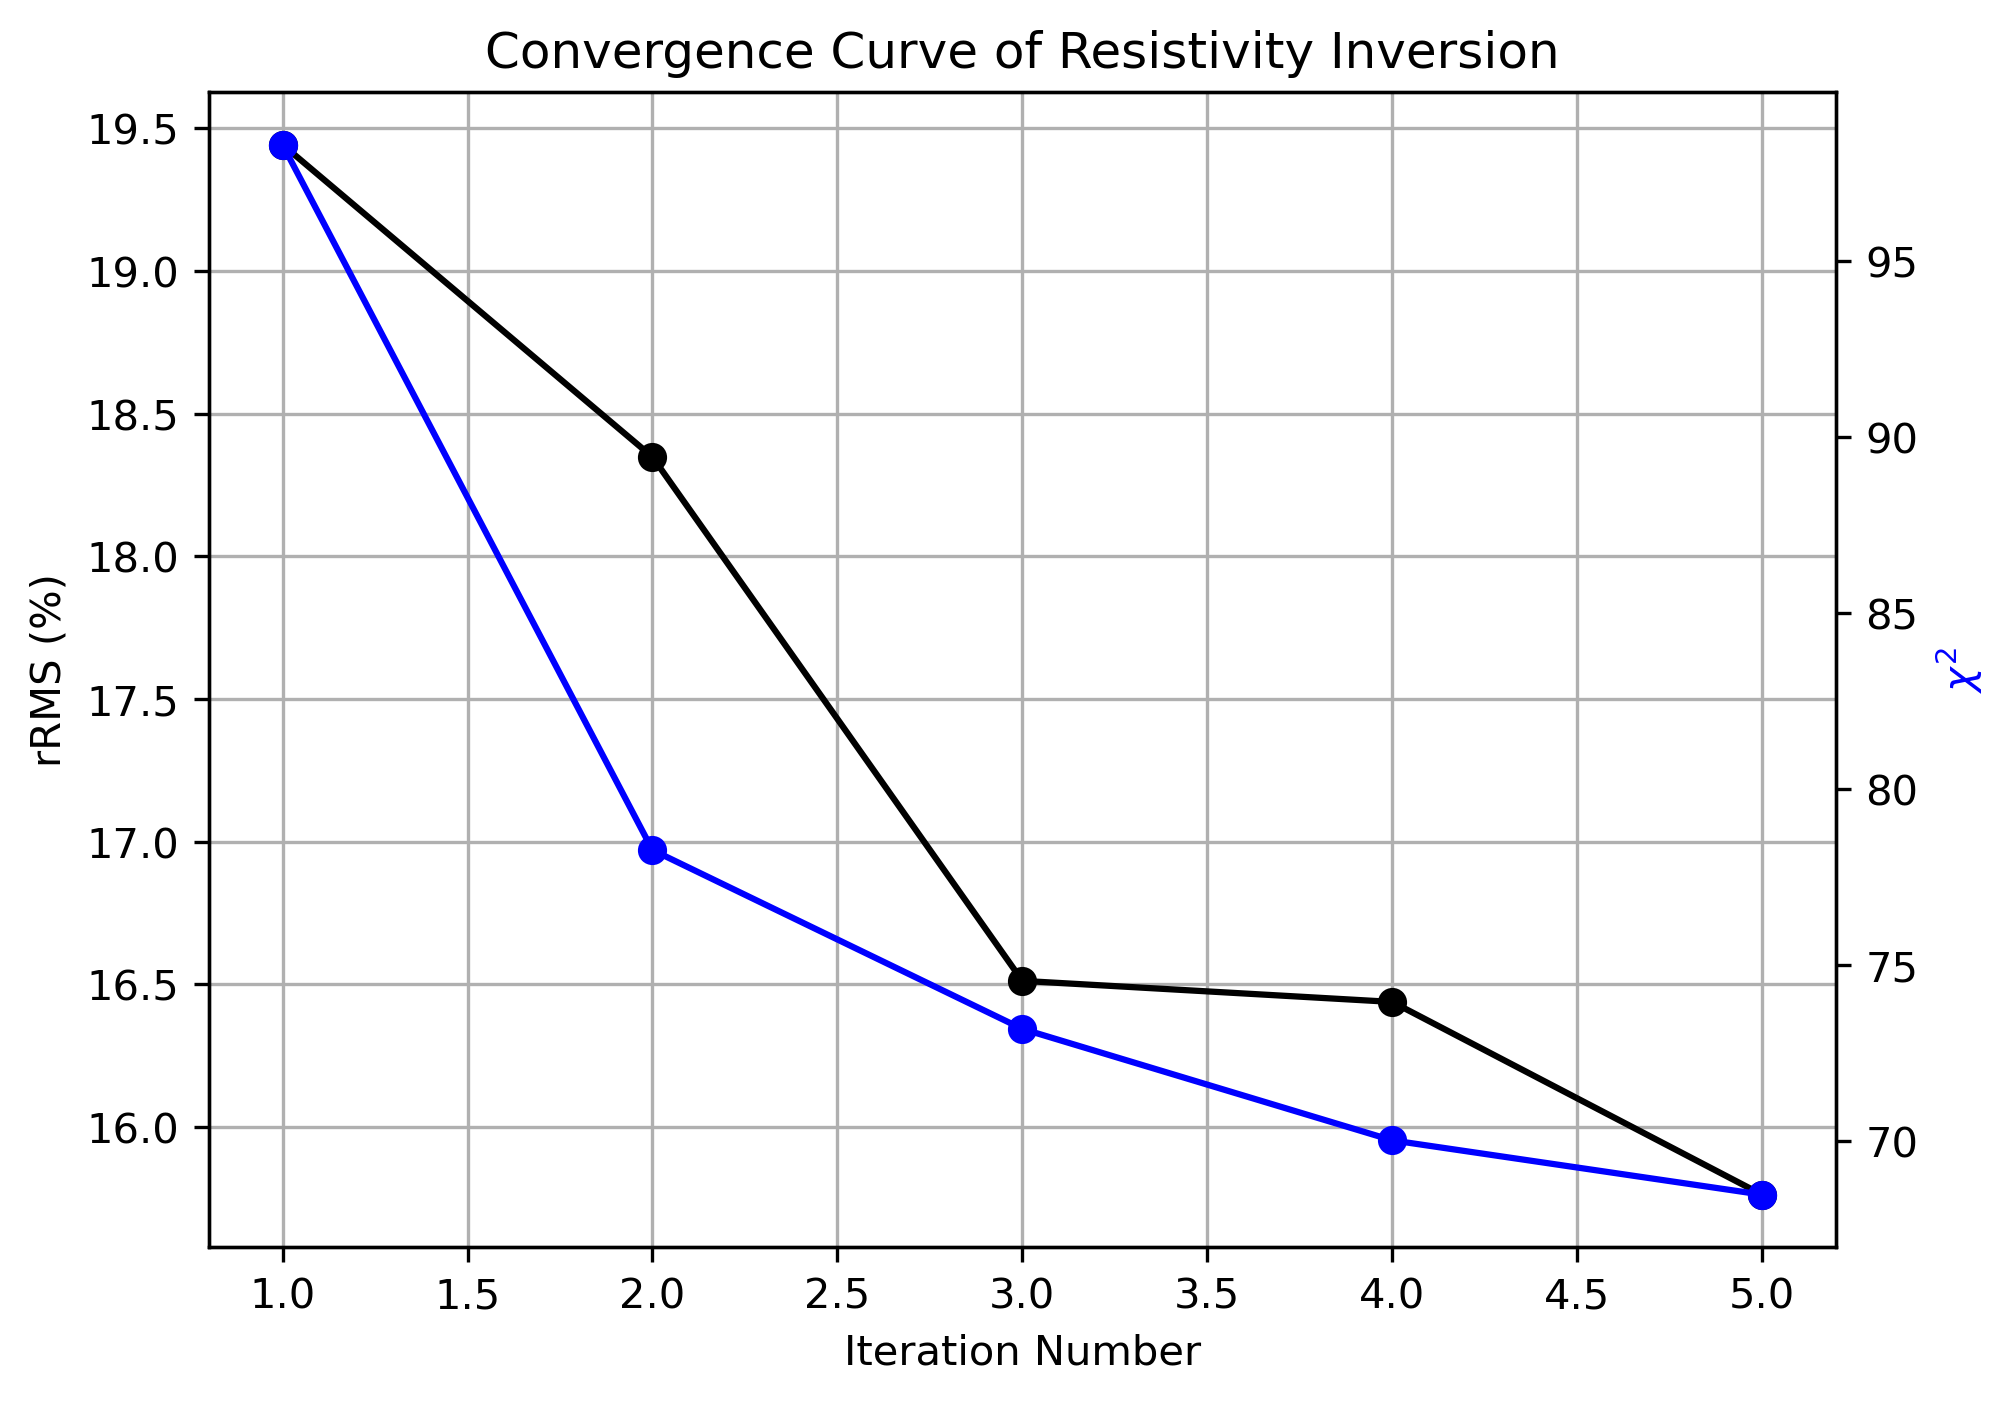 Convergence Curve of Resistivity Inversion
19.5
19.0
18.5
18.0
17.5
17.0
16.5
16.0
rRMS (%)
95
90
85
80
75
70
χ²
1.0 1.5 2.0 2.5 3.0 3.5 4.0 4.5 5.0
Iteration Number